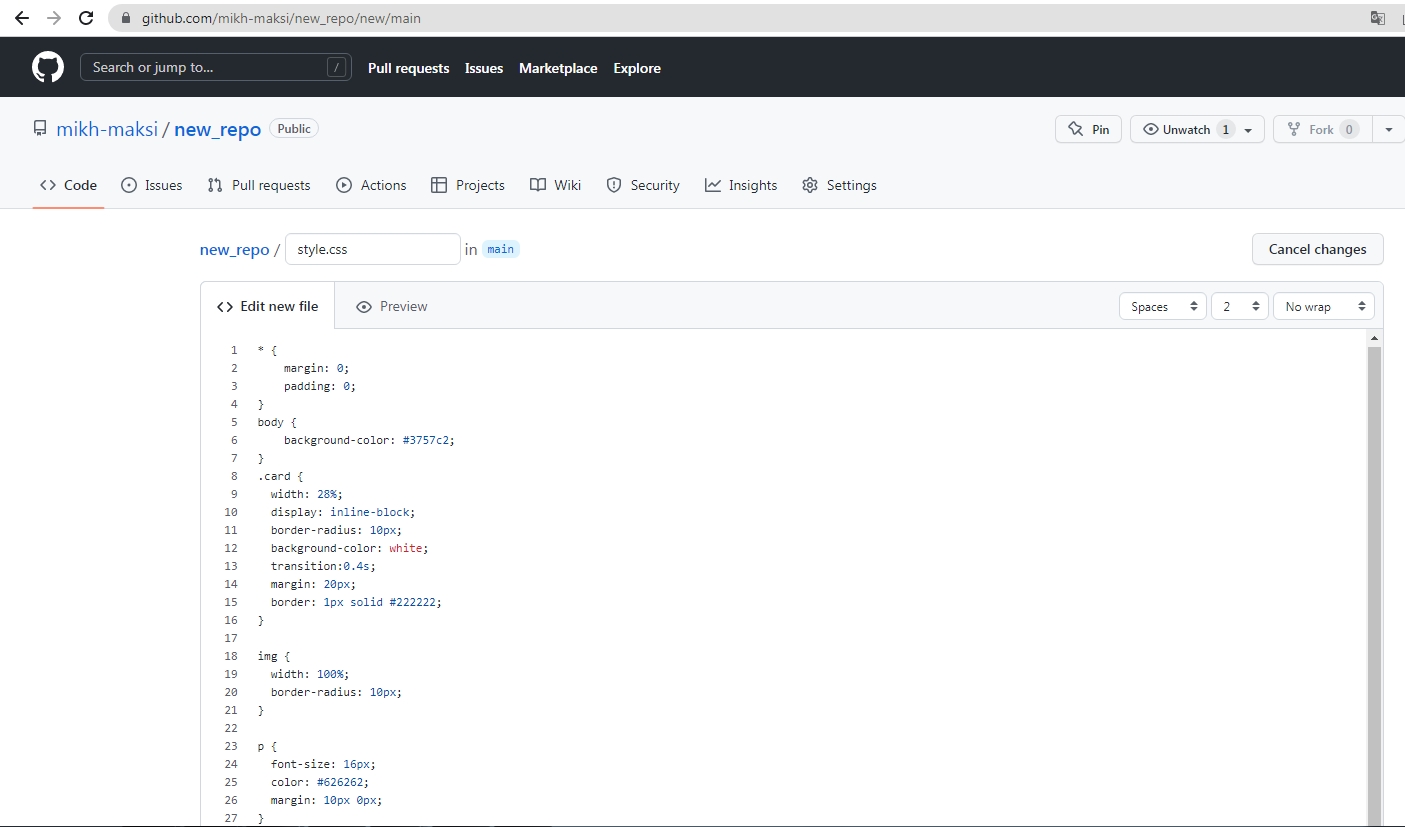 github.com/mikh-maksi/new_repo/new/main
Search or jump to... /
Pull requests Issues Marketplace Explore
mikh-maksi / new_repo Public
Pin Unwatch 1 Fork 0
Code Issues Pull requests Actions Projects Wiki Security Insights Settings
new_repo / style.css in main Cancel changes
<> Edit new file Preview Spaces 2 No wrap
1 * {
2 margin: 0;
3 padding: 0;
4 }
5 body {
6 background-color: #3757c2;
7 }
8 .card {
9 width: 28%;
10 display: inline-block;
11 border-radius: 10px;
12 background-color: white;
13 transition:0.4s;
14 margin: 20px;
15 border: 1px solid #222222;
16 }
17
18 img {
19 width: 100%;
20 border-radius: 10px;
21 }
22
23 p {
24 font-size: 16px;
25 color: #626262;
26 margin: 10px 0px;
27 }